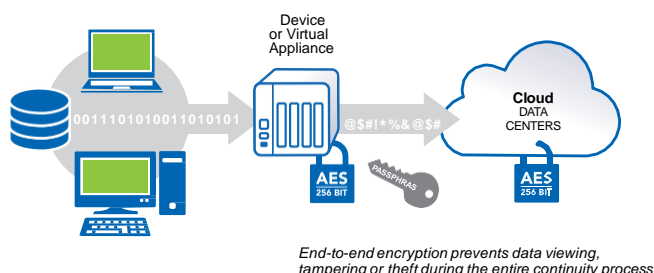 Device
or Virtual
Appliance
0011101010011010101
@$#!*%&@$#
Cloud
DATA
CENTERS
AES
256 BIT
PASSPHRAS
AES
256 BIT
End-to-end encryption prevents data viewing,
tampering or theft during the entire continuity process